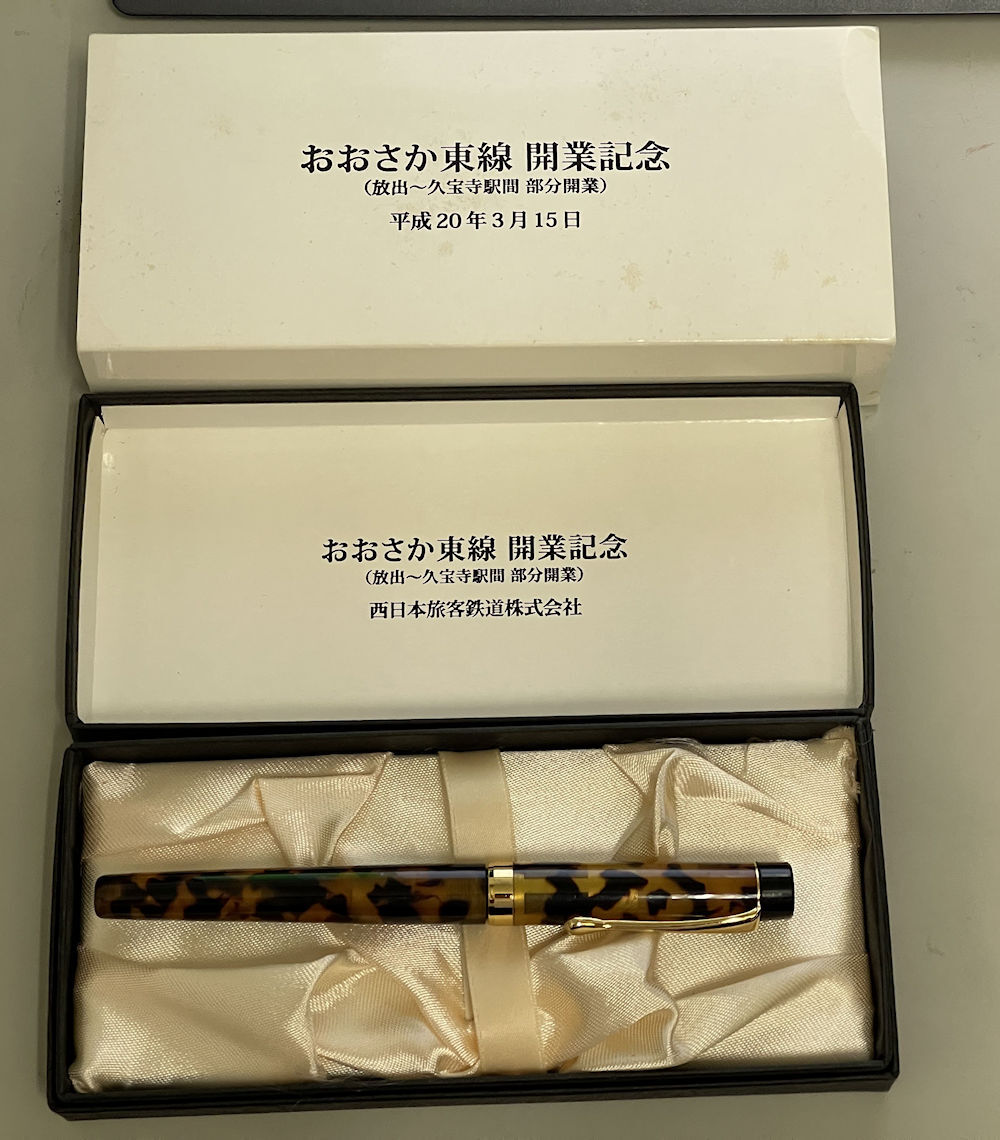 おおさか東線 開業記念
（放出～久宝寺駅間 部分開業）
平成20年3月15日
おおさか東線 開業記念
（放出～久宝寺駅間 部分開業）
西日本旅客鉄道株式会社